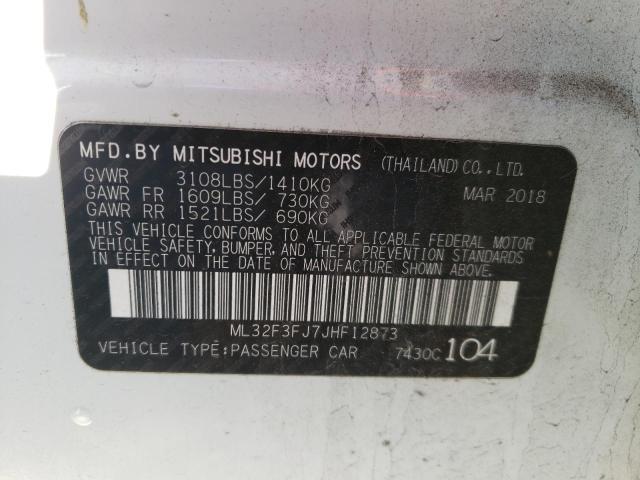 MFD.BY MITSUBISHI MOTORS (THAILAND)CO.,LTD.
GVWR 3108LBS/1410KG MAR 2018
GAWR FR 1609LBS/ 730KG
GAWR RR 1521LBS/ 690KG
THIS VEHICLE CONFORMS TO ALL APPLICABLE FEDERAL MOTOR
VEHICLE SAFETY, BUMPER, AND THEFT PREVENTION STANDARDS
IN EFFECT ON THE DATE OF MANUFACTURE SHOWN ABOVE.
ML32F3FJ7JHF12873
VEHICLE TYPE:PASSENGER CAR 7430C 104